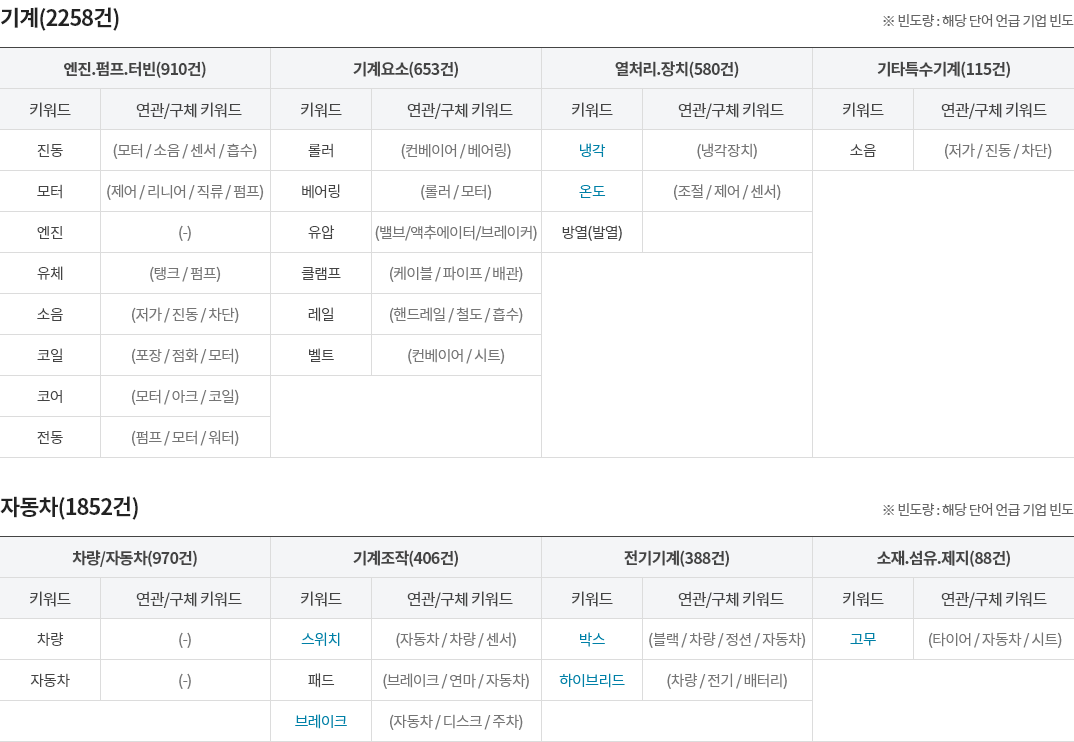 기계(2258건)
※ 빈도량 : 해당 단어 언급 기업 빈도
엔진.펌프.터빈(910건) 기계요소(653건) 열처리.장치(580건) 기타특수기계(115건)
키워드 연관/구체 키워드 키워드 연관/구체 키워드 키워드 연관/구체 키워드 키워드 연관/구체 키워드
진동 (모터 / 소음 / 센서 / 흡수) 롤러 (컨베이어 / 베어링) 냉각 (냉각장치) 소음 (저가 / 진동 / 차단)
모터 (제어 / 리니어 / 직류 / 펌프) 베어링 (롤러 / 모터) 온도 (조절 / 제어 / 센서)
엔진 (-) 유압 (밸브/액추에이터/브레이커) 방열(발열)
유체 (탱크 / 펌프) 클램프 (케이블 / 파이프 / 배관)
소음 (저가 / 진동 / 차단) 레일 (핸드레일 / 철도 / 흡수)
코일 (포장 / 점화 / 모터) 벨트 (컨베이어 / 시트)
코어 (모터 / 아크 / 코일)
전동 (펌프 / 모터 / 워터)
자동차(1852건)
※ 빈도량 : 해당 단어 언급 기업 빈도
차량/자동차(970건) 기계조작(406건) 전기기계(388건) 소재.섬유.제지(88건)
키워드 연관/구체 키워드 키워드 연관/구체 키워드 키워드 연관/구체 키워드 키워드 연관/구체 키워드
차량 (-) 스위치 (자동차 / 차량 / 센서) 박스 (블랙 / 차량 / 정션 / 자동차) 고무 (타이어 / 자동차 / 시트)
자동차 (-) 패드 (브레이크 / 연마 / 자동차) 하이브리드 (차량 / 전기 / 배터리)
브레이크 (자동차 / 디스크 / 주차)